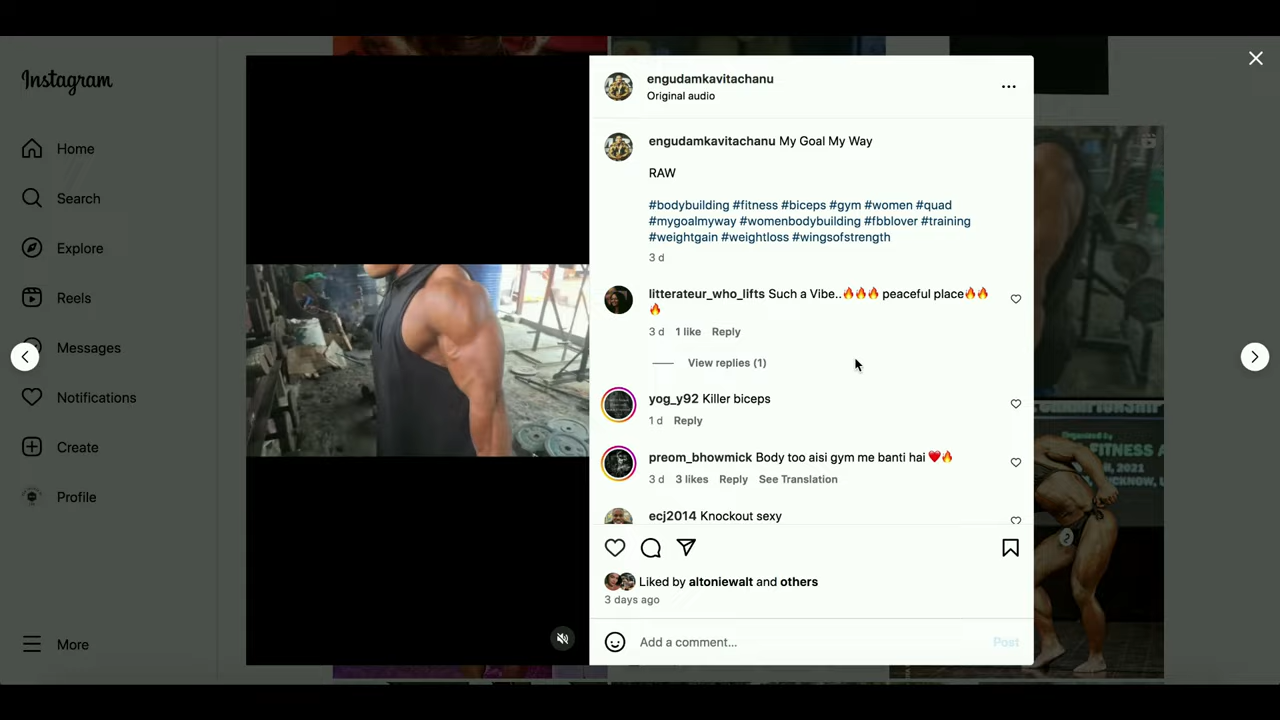 Instagram
Home
Search
Explore
Reels
Messages
Notifications
Create
Profile
More
engudamkavitachanu
Original audio
engudamkavitachanu My Goal My Way
RAW
#bodybuilding #fitness #biceps #gym #women #quad
#mygoalmyway #womenbodybuilding #fbblover #training
#weightgain #weightloss #wingsofstrength
3 d
litterateur_who_lifts Such a Vibe..🔥🔥🔥 peaceful place🔥🔥
🔥
3 d 1 like Reply
View replies (1)
yog_y92 Killer biceps
1 d Reply
preom_bhowmick Body too aisi gym me banti hai ❤️🔥
3 d 3 likes Reply See Translation
ecj2014 Knockout sexy
Liked by altoniewalt and others
3 days ago
Add a comment...
Post
Organized by
FITNESS A
, 2021